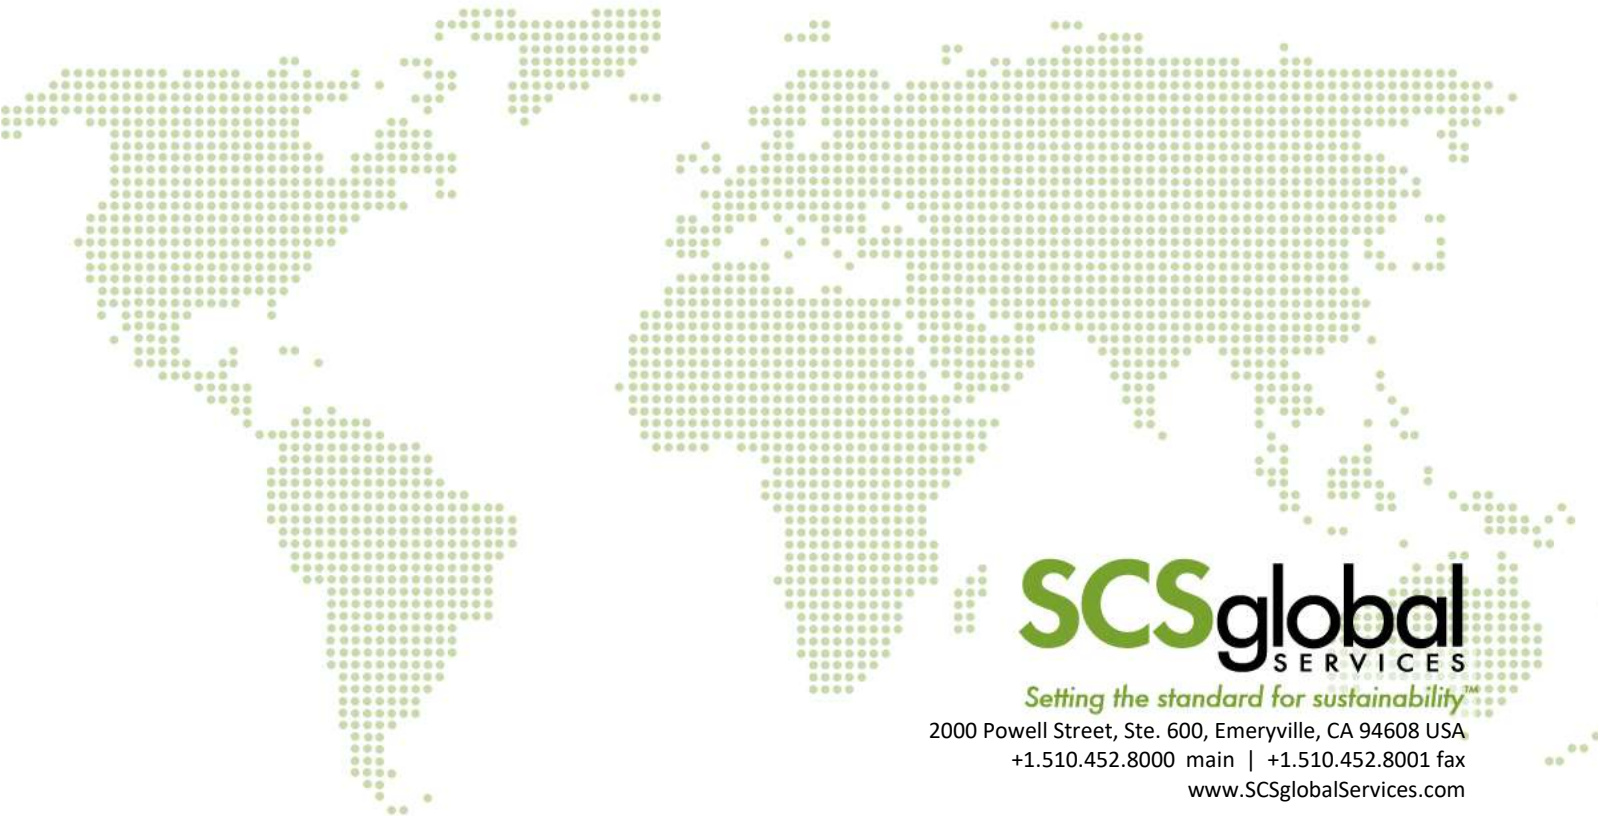 SCSglobal
SERVICES
Setting the standard for sustainability™
2000 Powell Street, Ste. 600, Emeryville, CA 94608 USA
+1.510.452.8000 main | +1.510.452.8001 fax
www.SCSglobalServices.com